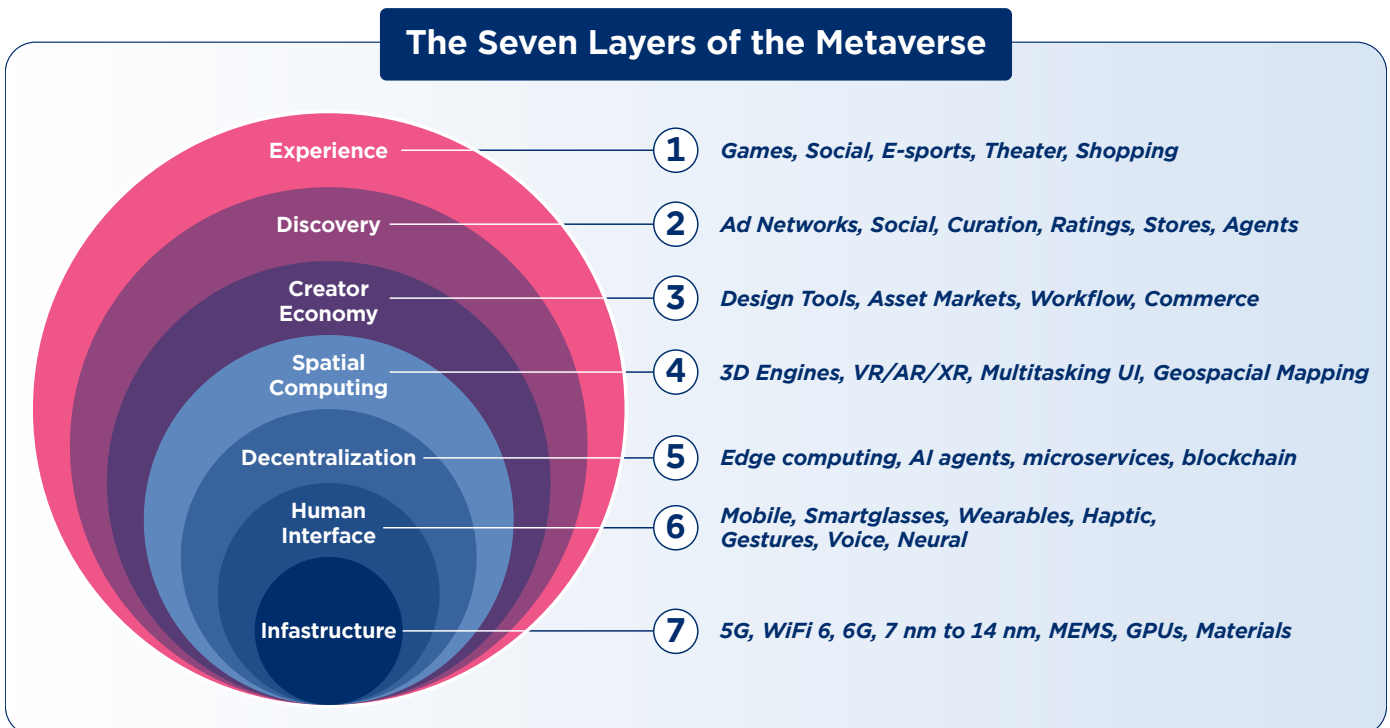 The Seven Layers of the Metaverse
Experience
1
Games, Social, E-sports, Theater, Shopping
Discovery
2
Ad Networks, Social, Curation, Ratings, Stores, Agents
Creator
Economy
3
Design Tools, Asset Markets, Workflow, Commerce
Spatial
Computing
4
3D Engines, VR/AR/XR, Multitasking UI, Geospacial Mapping
Decentralization
5
Edge computing, AI agents, microservices, blockchain
Human
Interface
6
Mobile, Smartglasses, Wearables, Haptic,
Gestures, Voice, Neural
Infastructure
7
5G, WiFi 6, 6G, 7 nm to 14 nm, MEMS, GPUs, Materials